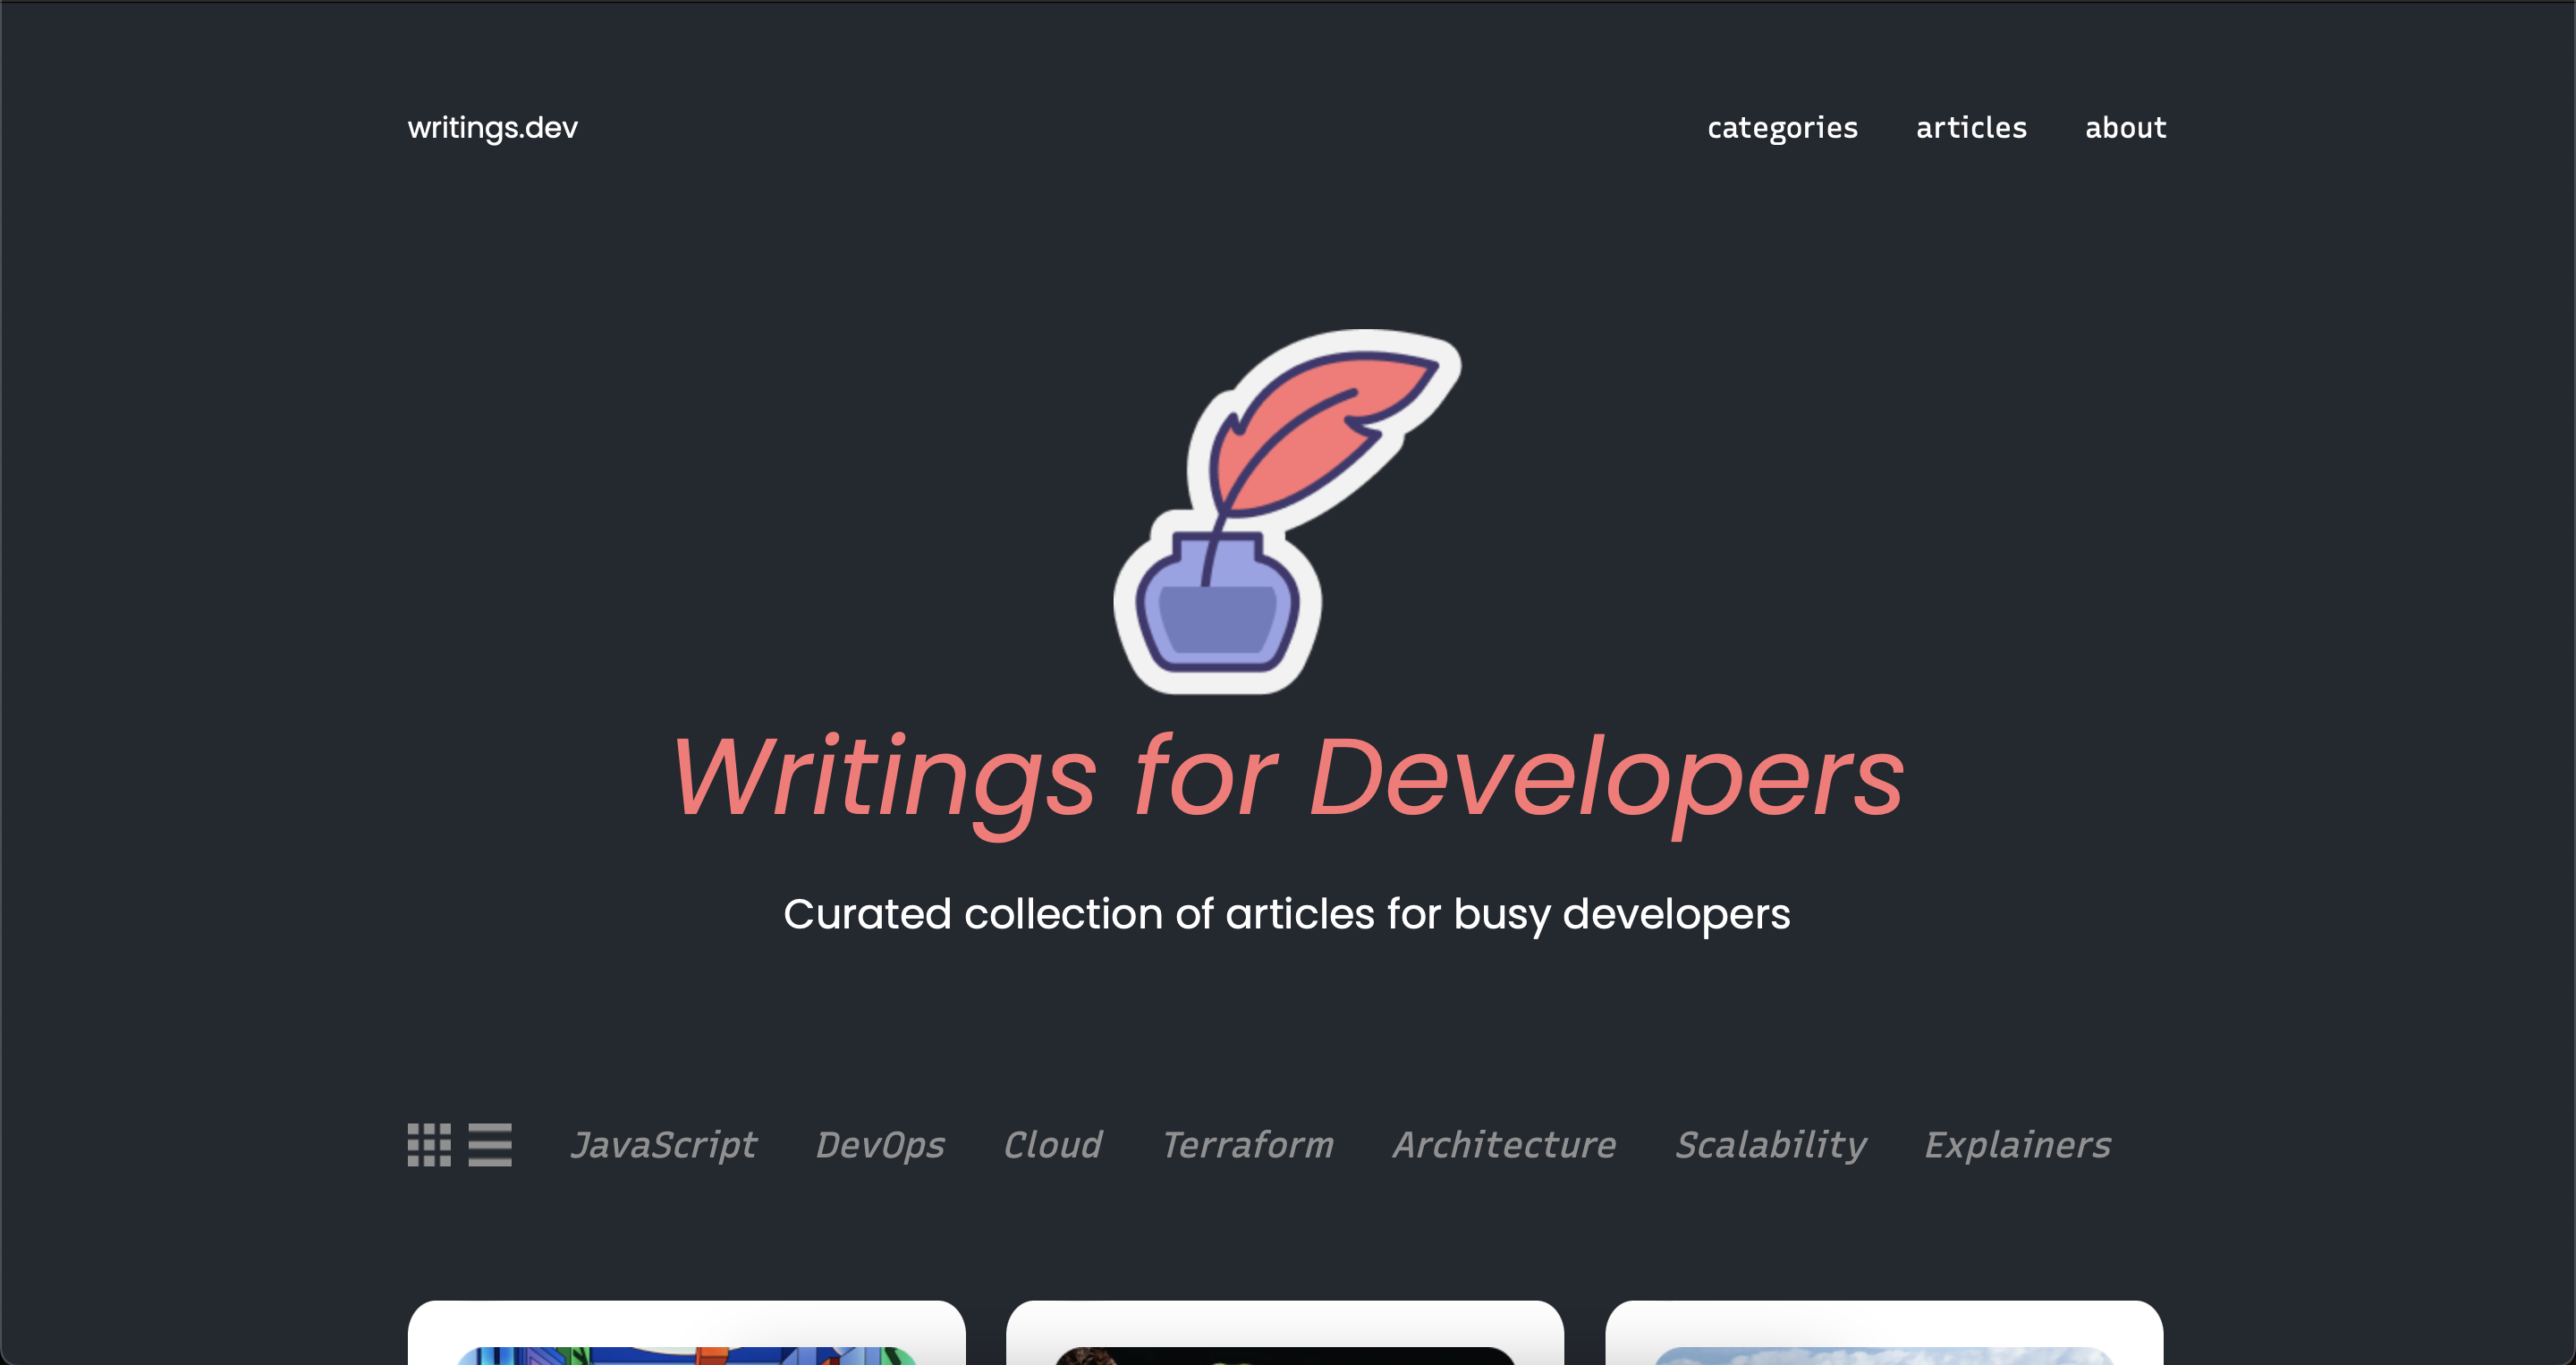 writings.dev categories articles about
Writings for Developers
Curated collection of articles for busy developers
JavaScript DevOps Cloud Terraform Architecture Scalability Explainers